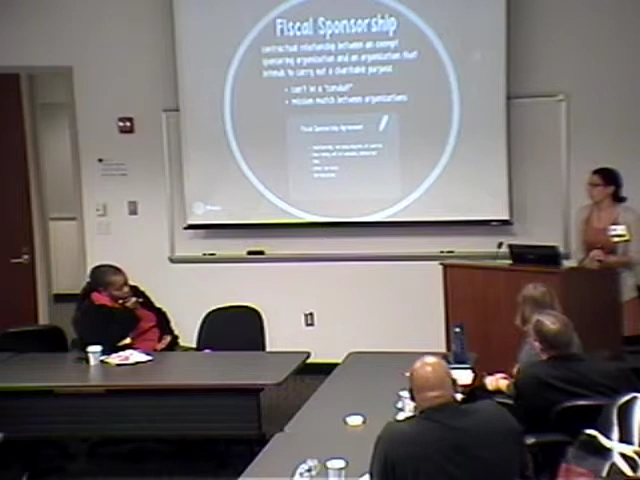 Fiscal Sponsorship
contractual relationship between an exempt
sponsoring organization and an organization that
intends to carry out a charitable purpose
• can't be a "conduit"
• mission match between organizations
Fiscal Sponsorship Agreement